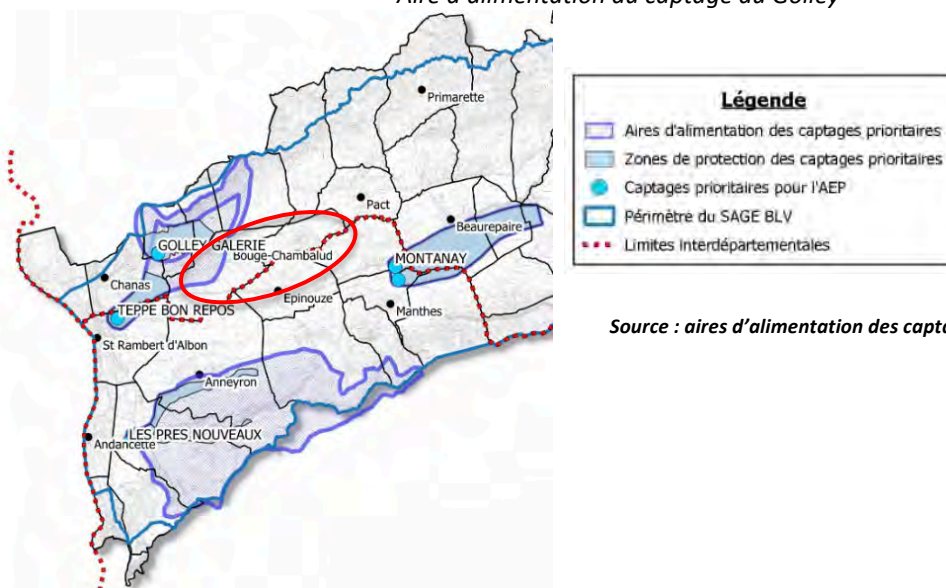 Aire d'alimentation du captage du Golley
Primarette
Pact
Beaurepaire
GOLLEY GALERIE
Bouge-Chambalud
MONTANAY
Chanas
Epinouze
TEPPE BON REPOS
Manthes
St Rambert d'Albon
Anneyron
LES PRES NOUVEAUX
Andancette
Légende
Aires d'alimentation des captages prioritaires
Zones de protection des captages prioritaires
Captages prioritaires pour l'AEP
Périmètre du SAGE BLV
Limites interdépartementales
Source : aires d'alimentation des capta